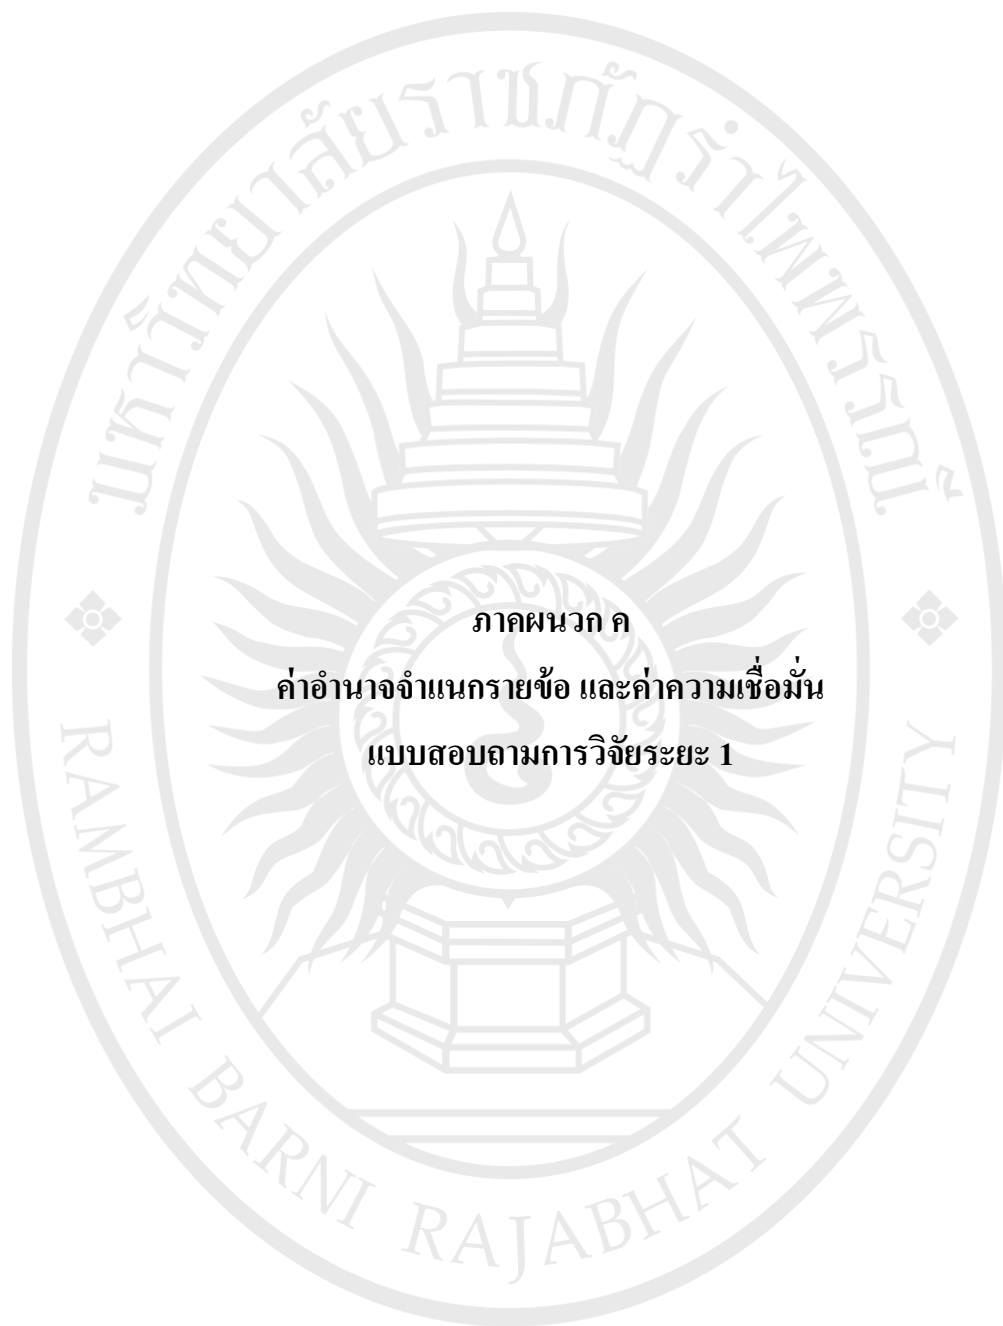 มหาวิทยาลัยราชภัฏรำไพพรรณี
ภาคผนวก ค
ค่าอำนาจจำแนกรายข้อ และค่าความเชื่อมั่น
แบบสอบถามการวิจัยระยะ 1
RAMBHAI BARNI RAJABHAT UNIVERSITY